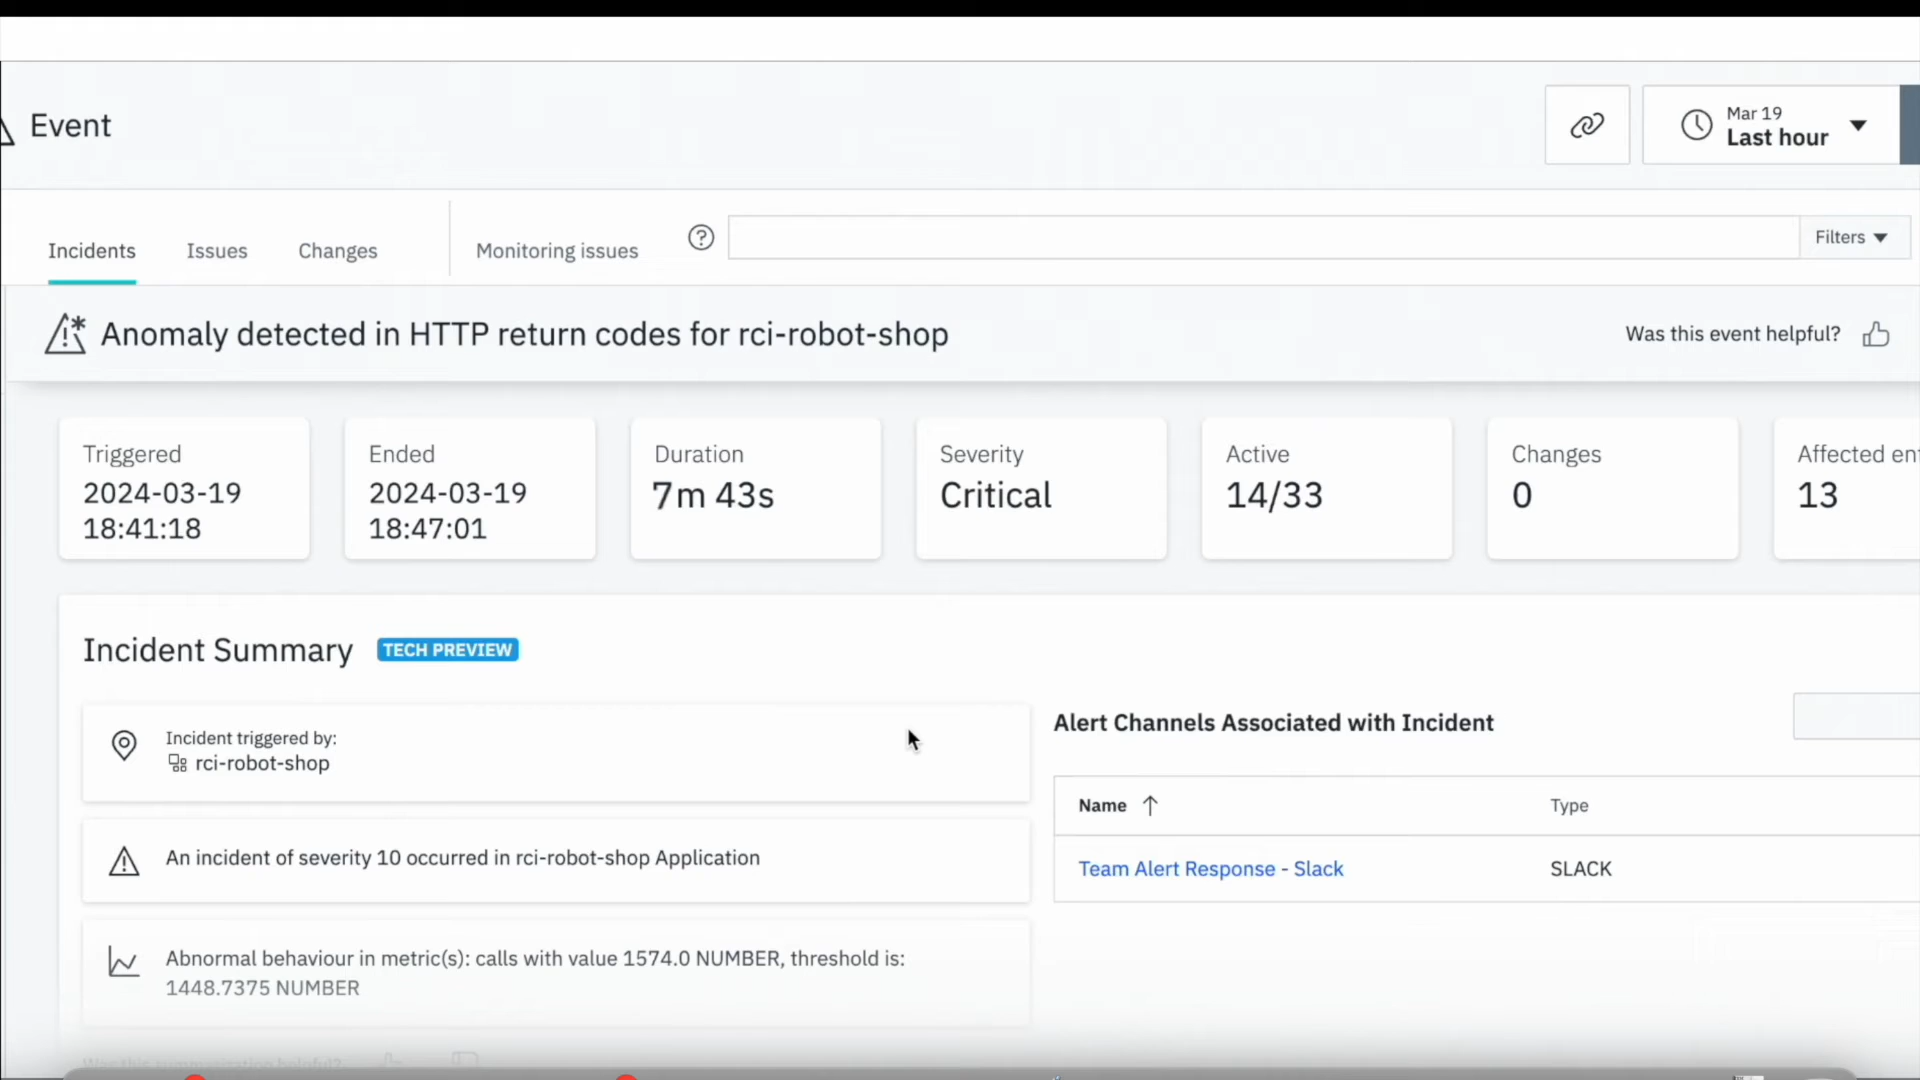 Event
Mar 19
Last hour
Incidents
Issues
Changes
Monitoring issues
?
Filters
Anomaly detected in HTTP return codes for rci-robot-shop
Was this event helpful?
Triggered
2024-03-19
18:41:18
Ended
2024-03-19
18:47:01
Duration
7m 43s
Severity
Critical
Active
14/33
Changes
0
Affected en
13
Incident Summary
TECH PREVIEW
Incident triggered by:
rci-robot-shop
An incident of severity 10 occurred in rci-robot-shop Application
Abnormal behaviour in metric(s): calls with value 1574.0 NUMBER, threshold is:
1448.7375 NUMBER
Alert Channels Associated with Incident
Name
Type
Team Alert Response - Slack
SLACK